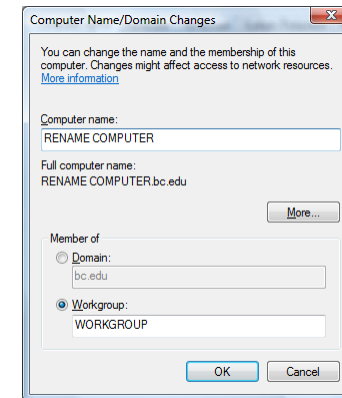 Computer Name/Domain Changes
You can change the name and the membership of this
computer. Changes might affect access to network resources.
More information
Computer name:
RENAME COMPUTER
Full computer name:
RENAME COMPUTER.bc.edu
More...
Member of
Domain:
bc.edu
Workgroup:
WORKGROUP
OK Cancel